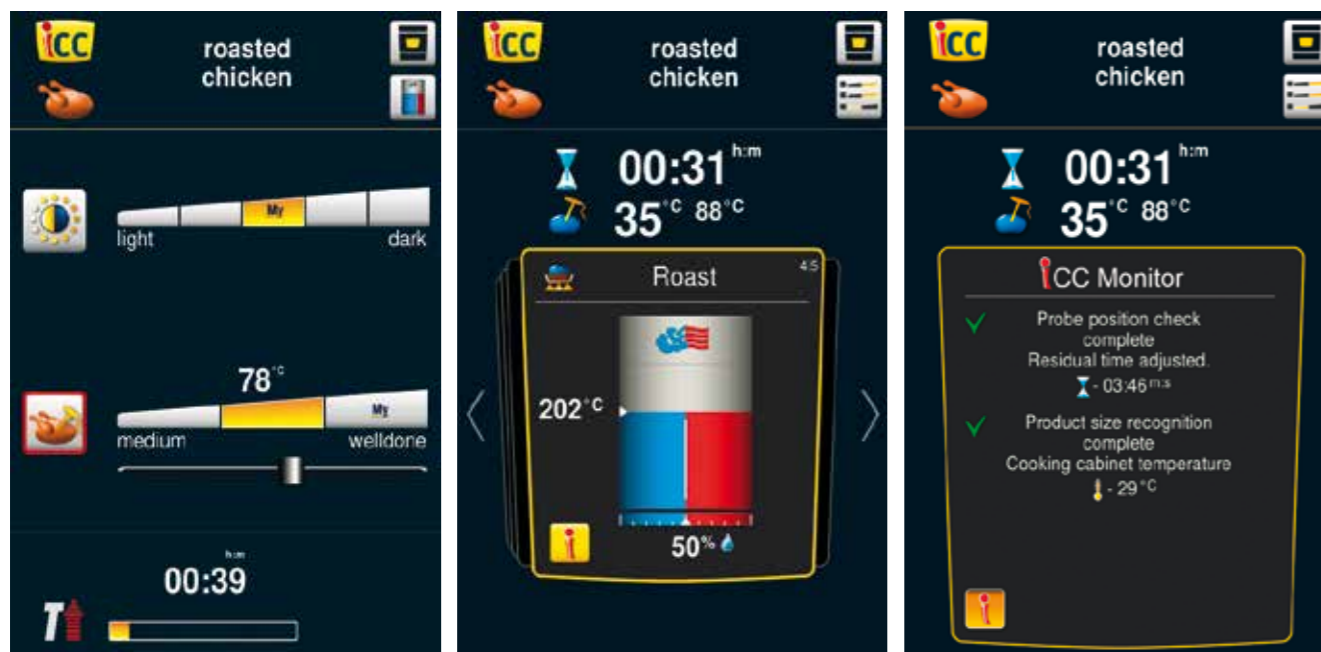 iCC
roasted
chicken
My
light dark
78°C
My
medium welldone
h:m
00:39
T
iCC
roasted
chicken
00:31 h:m
35°C 88°C
Roast 4/5
202°C
i
50%
iCC
roasted
chicken
00:31 h:m
35°C 88°C
iCC Monitor
Probe position check
complete
Residual time adjusted.
- 03:46 m:s
Product size recognition
complete
Cooking cabinet temperature
- 29°C
i